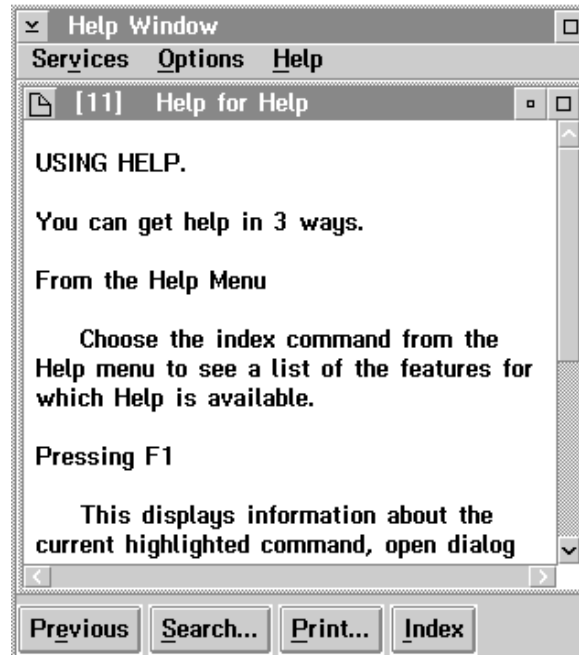 Help Window
Services Options Help
[11] Help for Help
USING HELP.
You can get help in 3 ways.
From the Help Menu
Choose the index command from the
Help menu to see a list of the features for
which Help is available.
Pressing F1
This displays information about the
current highlighted command, open dialog
Previous Search... Print... Index